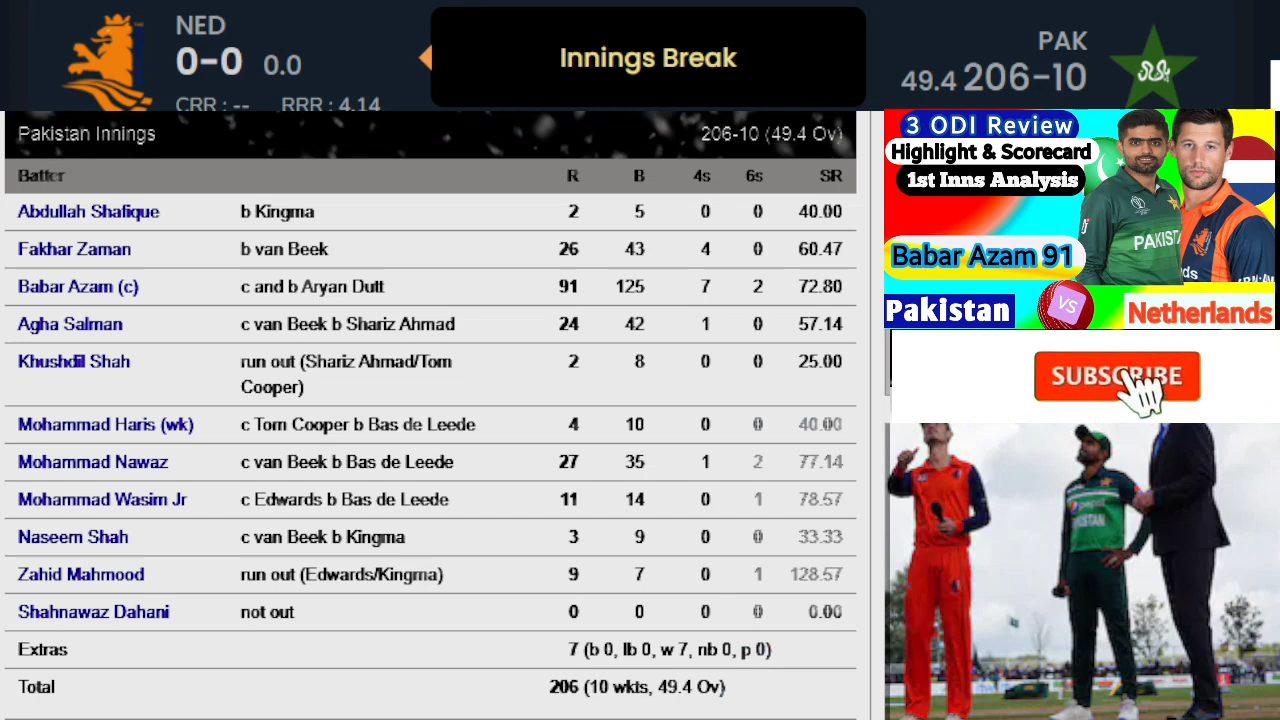 NED
0-0 0.0
CRR : -- RRR : 4.14
Innings Break
PAK
49.4 206-10
Pakistan Innings 206-10 (49.4 Ov)
Batter R B 4s 6s SR
Abdullah Shafique b Kingma 2 5 0 0 40.00
Fakhar Zaman b van Beek 26 43 4 0 60.47
Babar Azam (c) c and b Aryan Dutt 91 125 7 2 72.80
Agha Salman c van Beek b Shariz Ahmad 24 42 1 0 57.14
Khushdil Shah run out (Shariz Ahmad/Tom 2 8 0 0 25.00
Cooper)
Mohammad Haris (wk) c Tom Cooper b Bas de Leede 4 10 0 0 40.00
Mohammad Nawaz c van Beek b Bas de Leede 27 35 1 2 77.14
Mohammad Wasim Jr c Edwards b Bas de Leede 11 14 0 1 78.57
Naseem Shah c van Beek b Kingma 3 9 0 0 33.33
Zahid Mahmood run out (Edwards/Kingma) 9 7 0 1 128.57
Shahnawaz Dahani not out 0 0 0 0 0.00
Extras 7 (b 0, lb 0, w 7, nb 0, p 0)
Total 206 (10 wkts, 49.4 Ov)
3 ODI Review
Highlight & Scorecard
1st Inns Analysis
PAKIST
Babar Azam 91
Pakistan VS Netherlands
SUBSCRIBE